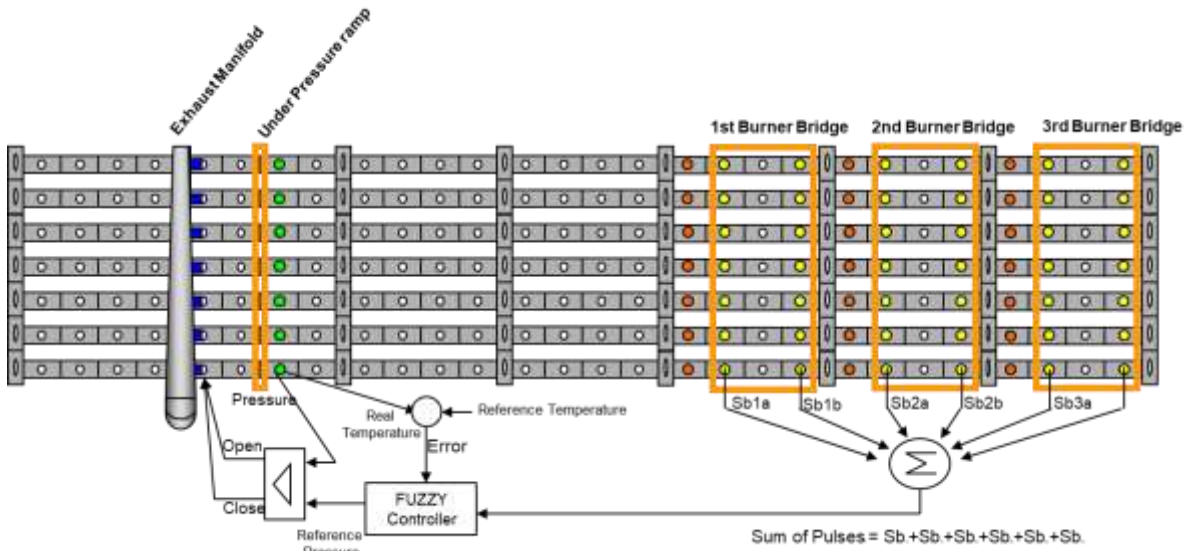 Exhaust Manifold
Under Pressure ramp
1st Burner Bridge
2nd Burner Bridge
3rd Burner Bridge
Pressure
Real
Temperature
Reference Temperature
Error
Sb1a
Sb1b
Sb2a
Sb2b
Sb3a
Open
Close
FUZZY
Controller
Σ
Reference
Pressure
Sum of Pulses = Sb.+Sb.+Sb.+Sb.+Sb.+Sb.